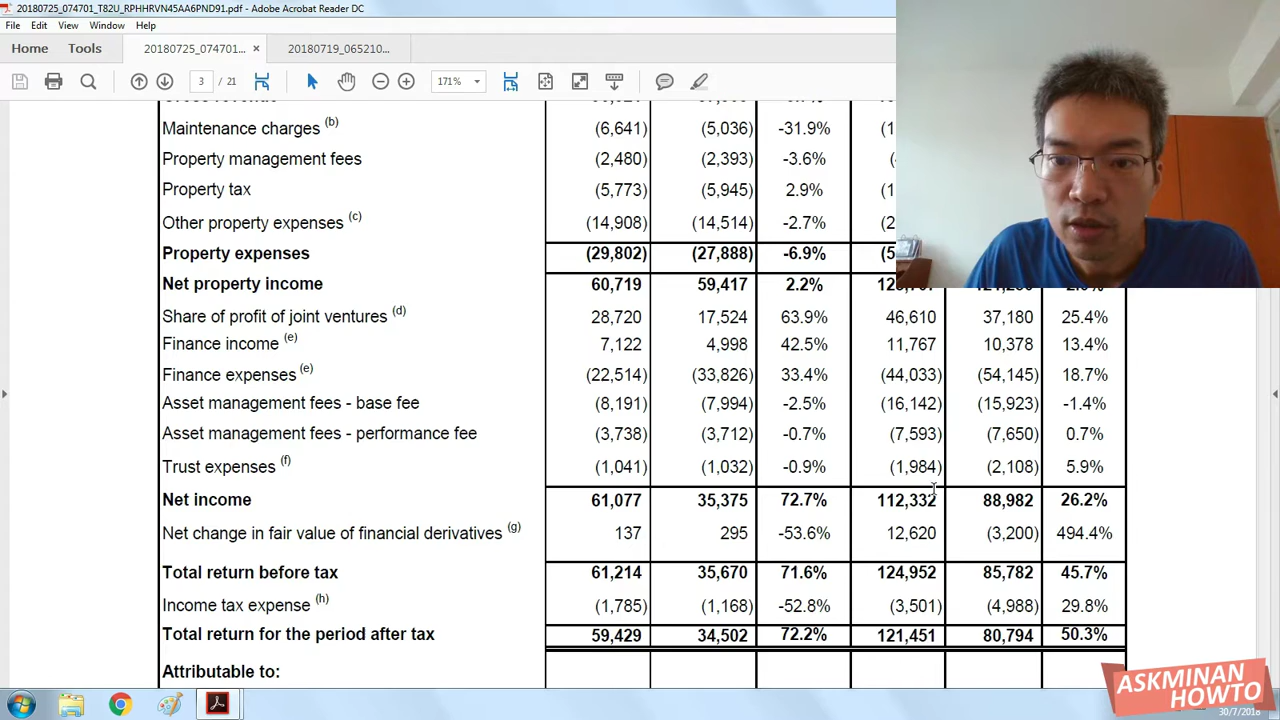 20180725_074701_T82U_RPHHRVN45AA6PND91.pdf - Adobe Acrobat Reader DC
File Edit View Window Help
Home Tools 20180725_074701... × 20180719_065210...
3 / 21 171%
Maintenance charges (b) (6,641) (5,036) -31.9%
Property management fees (2,480) (2,393) -3.6%
Property tax (5,773) (5,945) 2.9%
Other property expenses (c) (14,908) (14,514) -2.7%
Property expenses (29,802) (27,888) -6.9%
Net property income 60,719 59,417 2.2%
Share of profit of joint ventures (d) 28,720 17,524 63.9% 46,610 37,180 25.4%
Finance income (e) 7,122 4,998 42.5% 11,767 10,378 13.4%
Finance expenses (e) (22,514) (33,826) 33.4% (44,033) (54,145) 18.7%
Asset management fees - base fee (8,191) (7,994) -2.5% (16,142) (15,923) -1.4%
Asset management fees - performance fee (3,738) (3,712) -0.7% (7,593) (7,650) 0.7%
Trust expenses (f) (1,041) (1,032) -0.9% (1,984) (2,108) 5.9%
Net income 61,077 35,375 72.7% 112,332 88,982 26.2%
Net change in fair value of financial derivatives (g) 137 295 -53.6% 12,620 (3,200) 494.4%
Total return before tax 61,214 35,670 71.6% 124,952 85,782 45.7%
Income tax expense (h) (1,785) (1,168) -52.8% (3,501) (4,988) 29.8%
Total return for the period after tax 59,429 34,502 72.2% 121,451 80,794 50.3%
Attributable to:
ASKMINAN
HOWTO
30/7/2018